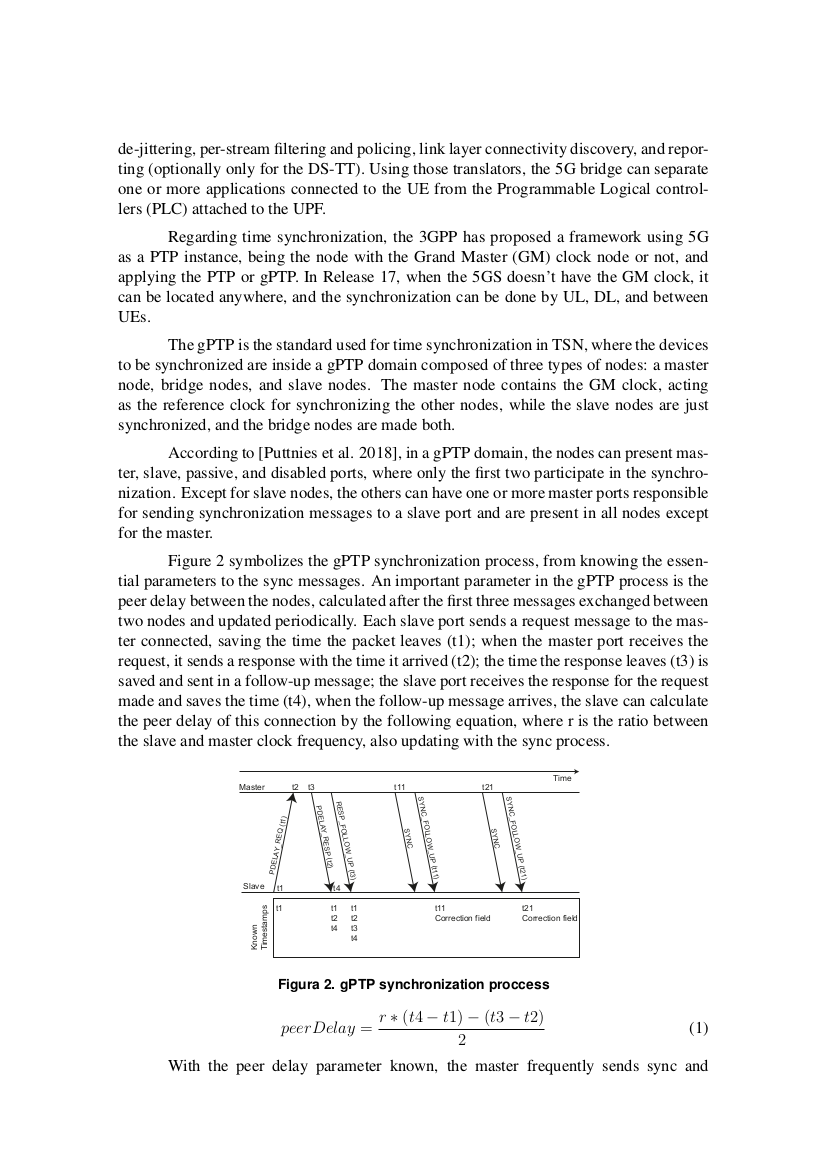 de-jittering, per-stream filtering and policing, link layer connectivity discovery, and repor-
ting (optionally only for the DS-TT). Using those translators, the 5G bridge can separate
one or more applications connected to the UE from the Programmable Logical control-
lers (PLC) attached to the UPF.
Regarding time synchronization, the 3GPP has proposed a framework using 5G
as a PTP instance, being the node with the Grand Master (GM) clock node or not, and
applying the PTP or gPTP. In Release 17, when the 5GS doesn't have the GM clock, it
can be located anywhere, and the synchronization can be done by UL, DL, and between
UEs.
The gPTP is the standard used for time synchronization in TSN, where the devices
to be synchronized are inside a gPTP domain composed of three types of nodes: a master
node, bridge nodes, and slave nodes. The master node contains the GM clock, acting
as the reference clock for synchronizing the other nodes, while the slave nodes are just
synchronized, and the bridge nodes are made both.
According to [Puttnies et al. 2018], in a gPTP domain, the nodes can present mas-
ter, slave, passive, and disabled ports, where only the first two participate in the synchro-
nization. Except for slave nodes, the others can have one or more master ports responsible
for sending synchronization messages to a slave port and are present in all nodes except
for the master.
Figure 2 symbolizes the gPTP synchronization process, from knowing the essen-
tial parameters to the sync messages. An important parameter in the gPTP process is the
peer delay between the nodes, calculated after the first three messages exchanged between
two nodes and updated periodically. Each slave port sends a request message to the mas-
ter connected, saving the time the packet leaves (t1); when the master port receives the
request, it sends a response with the time it arrived (t2); the time the response leaves (t3) is
saved and sent in a follow-up message; the slave port receives the response for the request
made and saves the time (t4), when the follow-up message arrives, the slave can calculate
the peer delay of this connection by the following equation, where r is the ratio between
the slave and master clock frequency, also updating with the sync process.
Time
Master t2 t3 t11 t21
PDELAY_REQ (t1)
PDELAY_RESP (t2)
RESP_FOLLOW_UP (t3)
SYNC
SYNC_FOLLOW_UP (t11)
SYNC
SYNC_FOLLOW_UP (t21)
Slave t1 t4
Known
Timestamps
t1 t1 t1 t11 t21
t2 t2 Correction field Correction field
t4 t3
t4
Figura 2. gPTP synchronization proccess
peerDelay = r ∗ (t4 − t1) − (t3 − t2) / 2 (1)
With the peer delay parameter known, the master frequently sends sync and